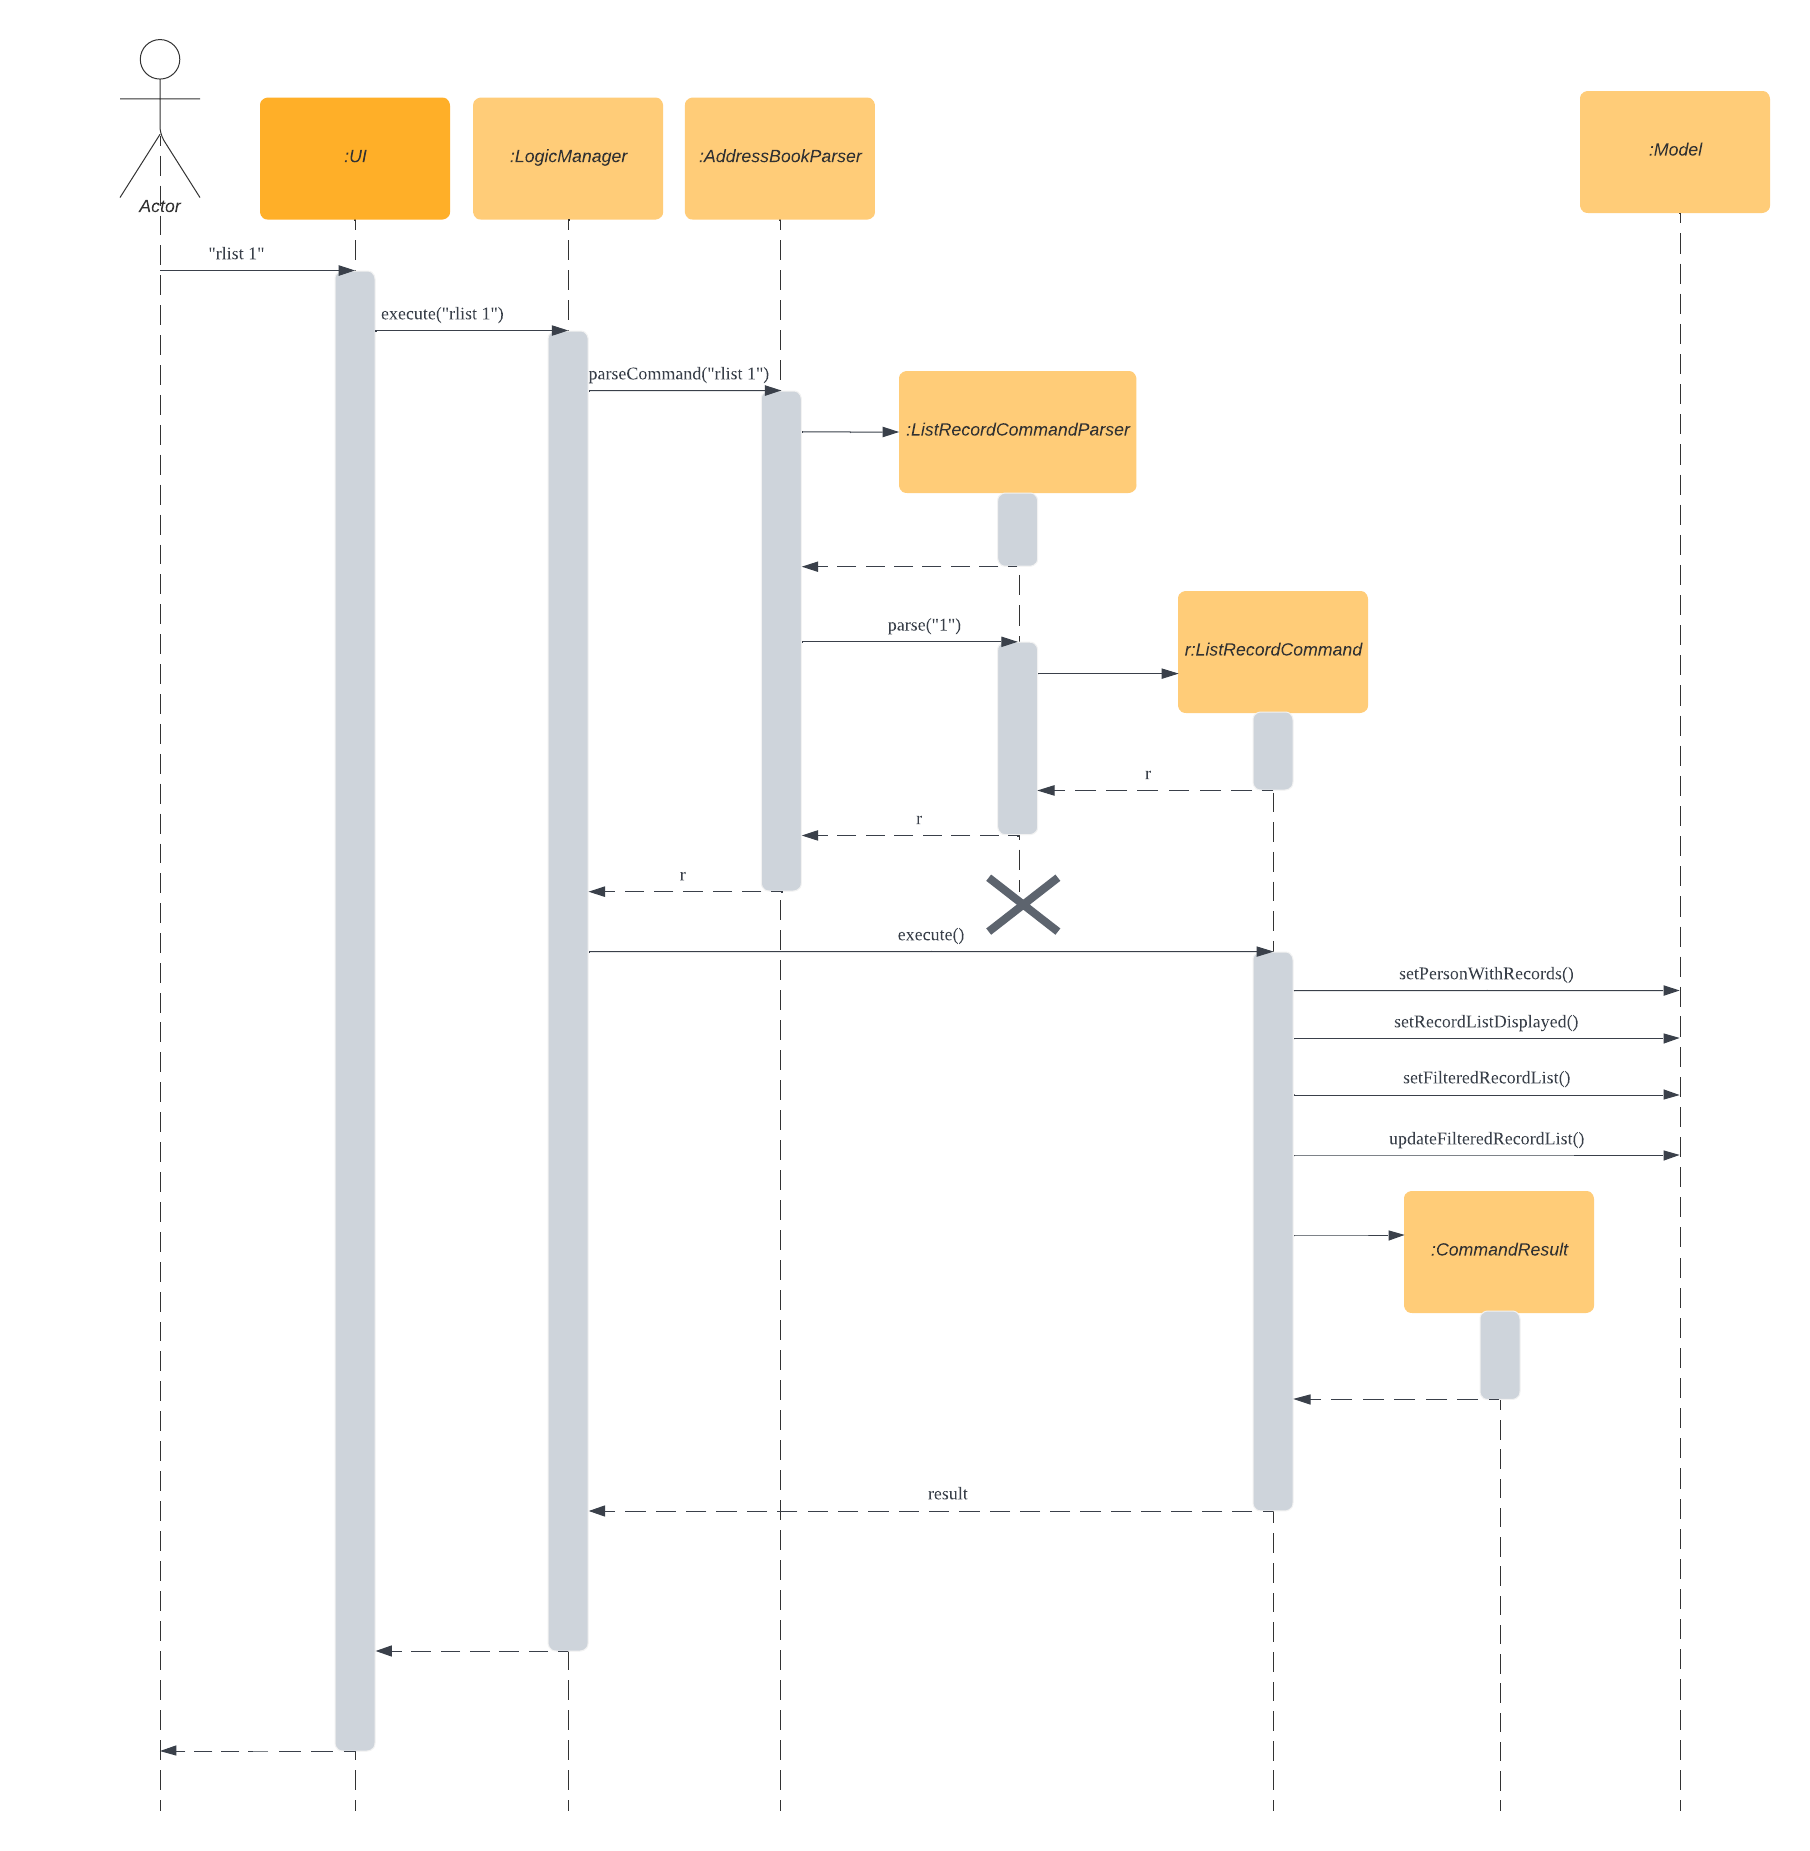 Actor
:UI
:LogicManager
:AddressBookParser
:Model
"rlist 1"
execute("rlist 1")
parseCommand("rlist 1")
:ListRecordCommandParser
parse("1")
r:ListRecordCommand
r
r
r
execute()
setPersonWithRecords()
setRecordListDisplayed()
setFilteredRecordList()
updateFilteredRecordList()
:CommandResult
result